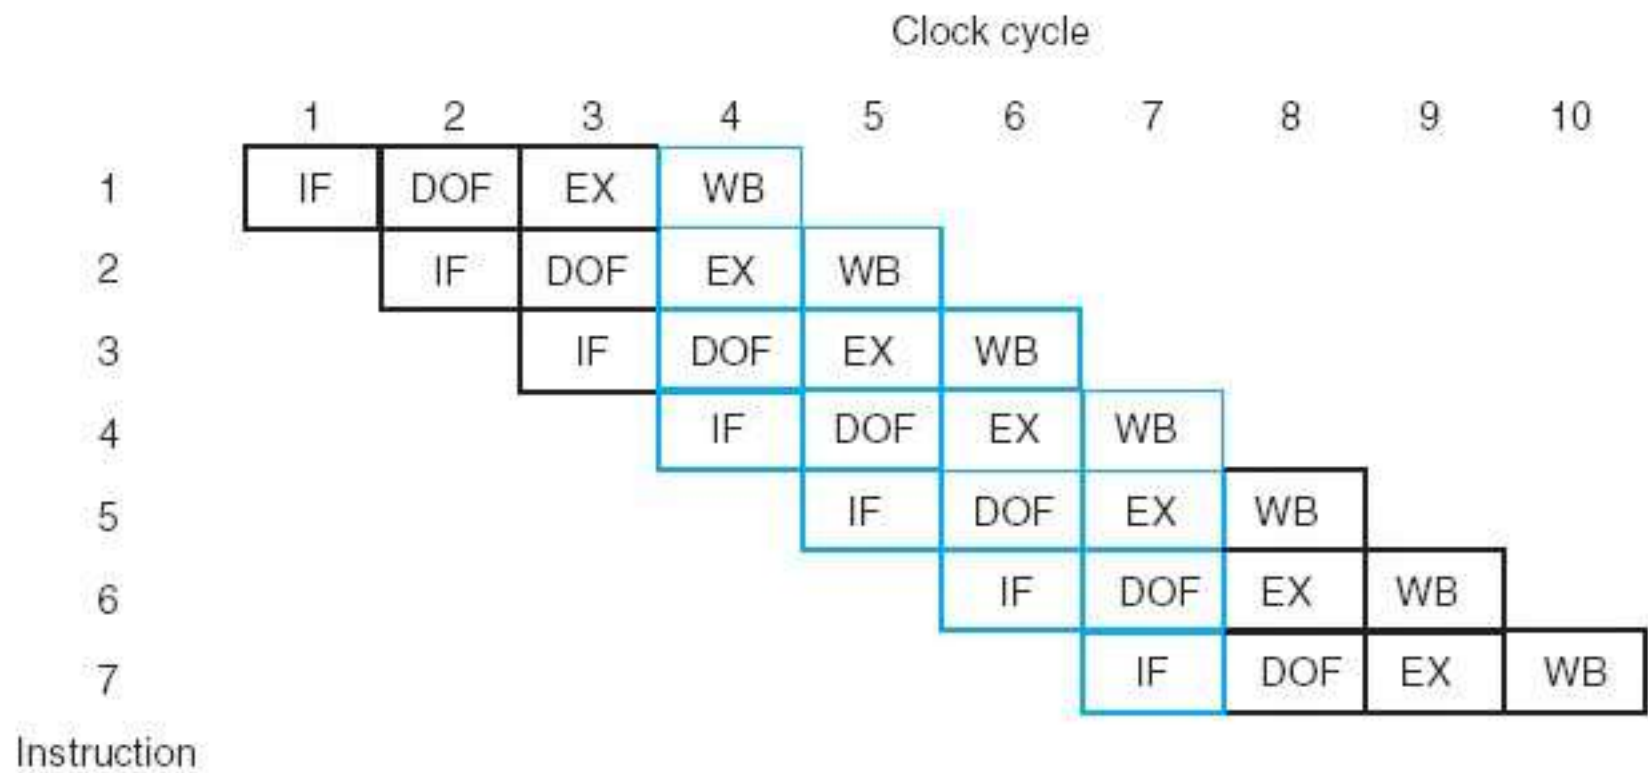 Clock cycle
1 2 3 4 5 6 7 8 9 10
1 IF DOF EX WB
2 IF DOF EX WB
3 IF DOF EX WB
4 IF DOF EX WB
5 IF DOF EX WB
6 IF DOF EX WB
7 IF DOF EX WB
Instruction